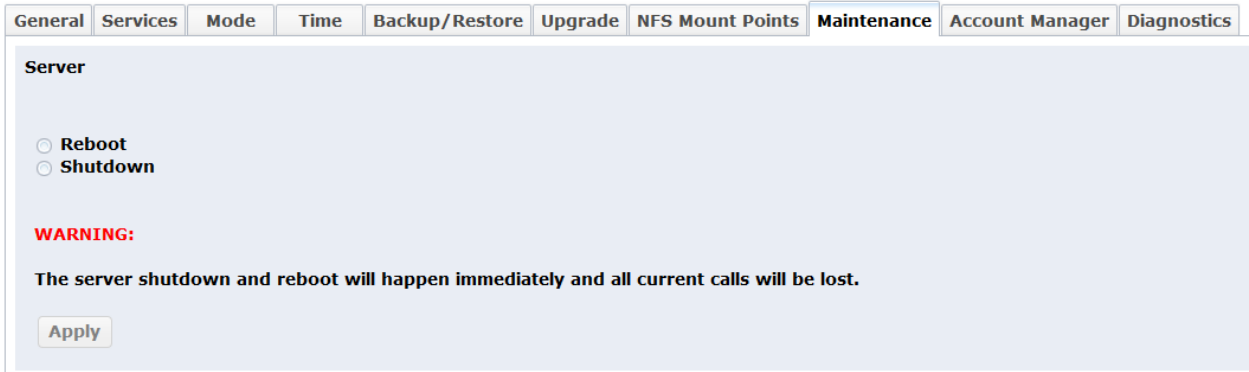 General Services Mode Time Backup/Restore Upgrade NFS Mount Points Maintenance Account Manager Diagnostics
Server
Reboot
Shutdown
WARNING:
The server shutdown and reboot will happen immediately and all current calls will be lost.
Apply